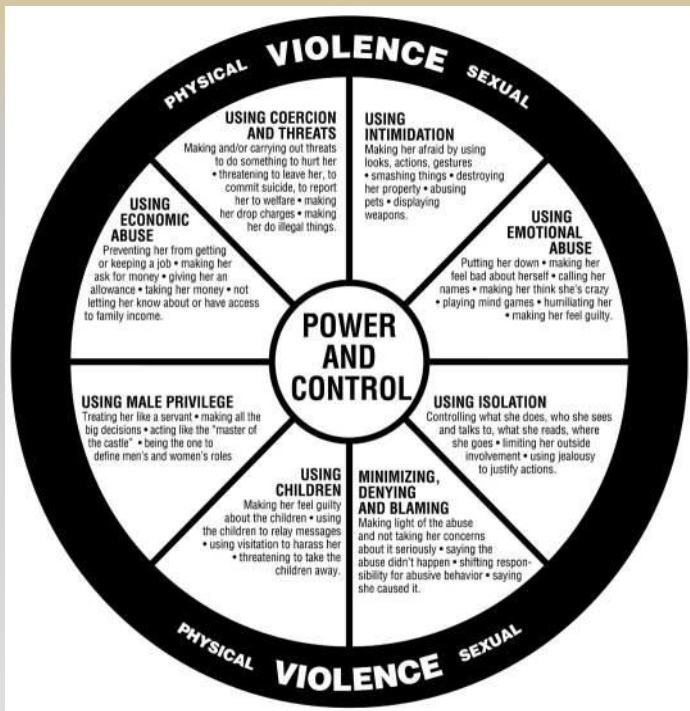 PHYSICAL VIOLENCE SEXUAL
USING COERCION
AND THREATS
Making and/or carrying out threats
to do something to hurt her
• threatening to leave her, to
commit suicide, to report
her to welfare • making
her drop charges • making
her do illegal things.
USING
INTIMIDATION
Making her afraid by using
looks, actions, gestures
• smashing things • destroying
her property • abusing
pets • displaying
weapons.
USING
EMOTIONAL
ABUSE
Putting her down • making her
feel bad about herself • calling her
names • making her think she's crazy
• playing mind games • humiliating her
• making her feel guilty.
USING ISOLATION
Controlling what she does, who she sees
and talks to, what she reads, where
she goes • limiting her outside
involvement • using jealousy
to justify actions.
MINIMIZING,
DENYING
AND BLAMING
Making light of the abuse
and not taking her concerns
about it seriously • saying the
abuse didn't happen • shifting respon-
sibility for abusive behavior • saying
she caused it.
USING
CHILDREN
Making her feel guilty
about the children • using
the children to relay messages
• using visitation to harass her
• threatening to take the
children away.
USING MALE PRIVILEGE
Treating her like a servant • making all the
big decisions • acting like the "master of
the castle" • being the one to
define men's and women's roles
USING
ECONOMIC
ABUSE
Preventing her from getting
or keeping a job • making her
ask for money • giving her an
allowance • taking her money • not
letting her know about or have access
to family income.
POWER
AND
CONTROL
PHYSICAL VIOLENCE SEXUAL